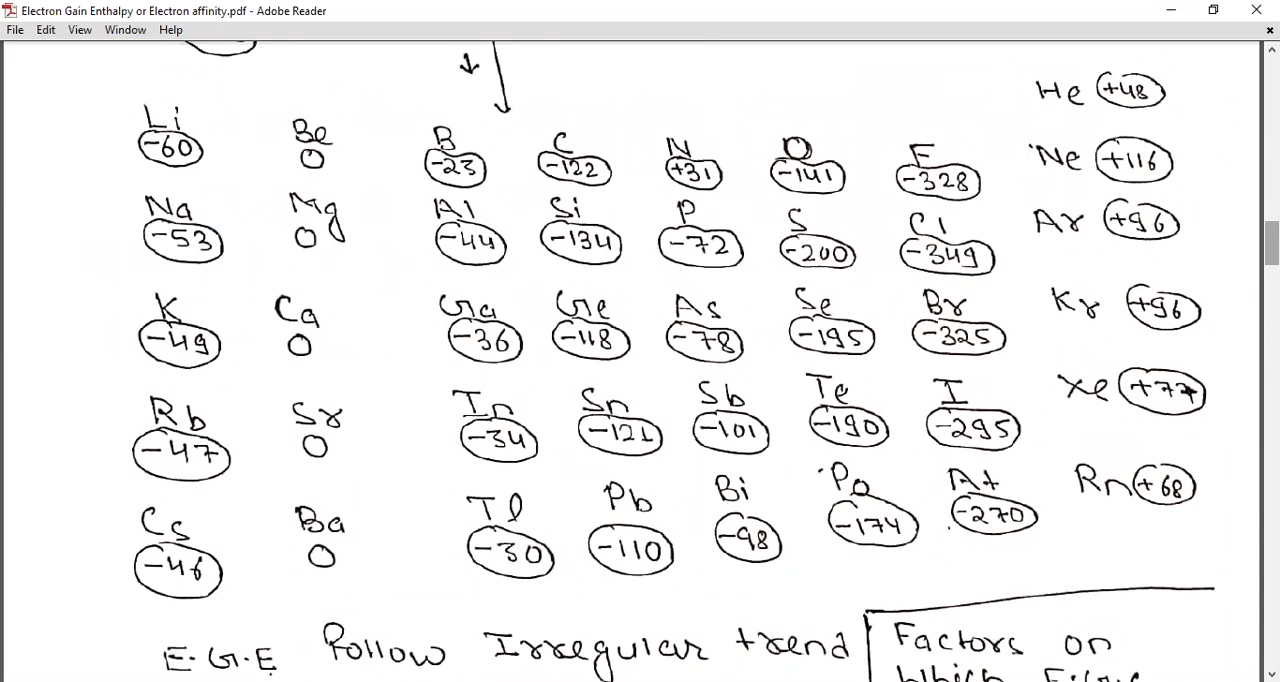 Electron Gain Enthalpy or Electron affinity.pdf - Adobe Reader
File Edit View Window Help
He +48
Li Be B C N O F Ne +116
-60 0 -23 -122 +31 -141 -328
Na Mg Al Si P S Cl Ar +96
-53 0 -44 -134 -72 -200 -349
K Ca Ga Ge As Se Br Kr +96
-49 0 -36 -118 -78 -195 -325
Rb Sr In Sn Sb Te I Xe +77
-47 0 -34 -121 -101 -190 -295
Cs Ba Tl Pb Bi Po At Rn +68
-46 0 -30 -110 -98 -174 -270
E.G.E Follow Irregular trend
Factors on